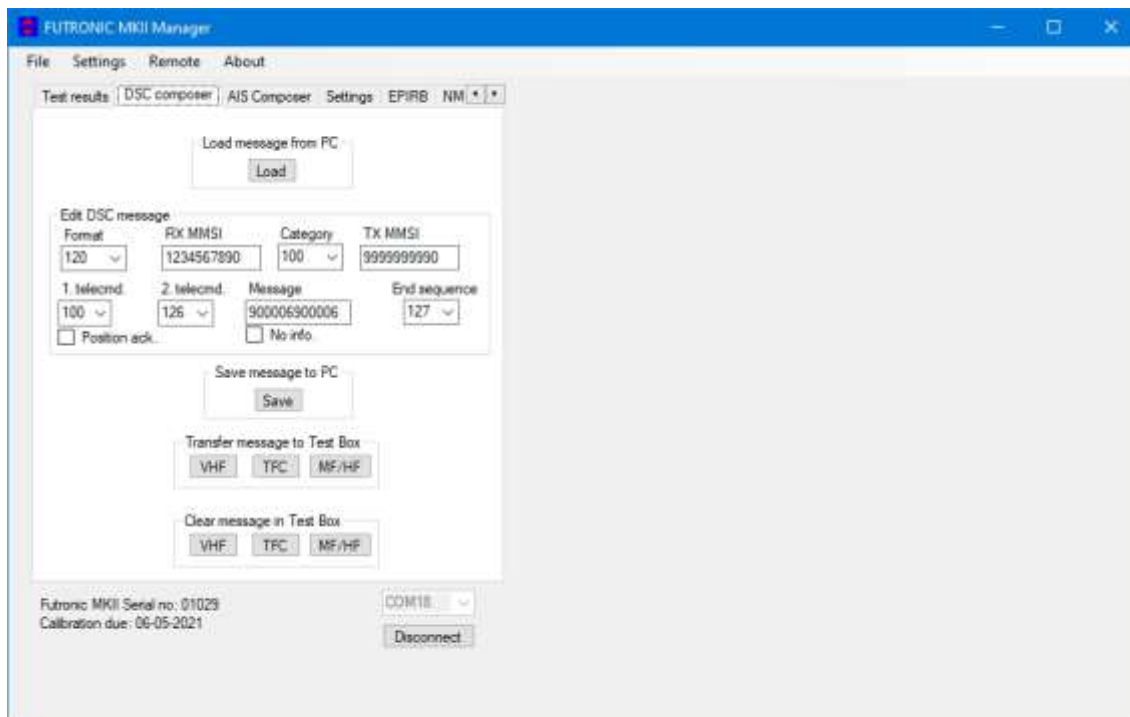 FUTRONIC MKII Manager
File Settings Remote About
Test results DSC composer AIS Composer Settings EPIRB NM
Load message from PC
Load
Edit DSC message
Format RX MMSI Category TX MMSI
120 1234567890 100 9999999990
1. telecmd. 2. telecmd. Message End sequence
100 126 900006900006 127
Position ack. No info.
Save message to PC
Save
Transfer message to Test Box
VHF TFC MF/HF
Clear message in Test Box
VHF TFC MF/HF
Futronic MKII Serial no: 01029 COM18
Calibration due: 06-05-2021
Disconnect